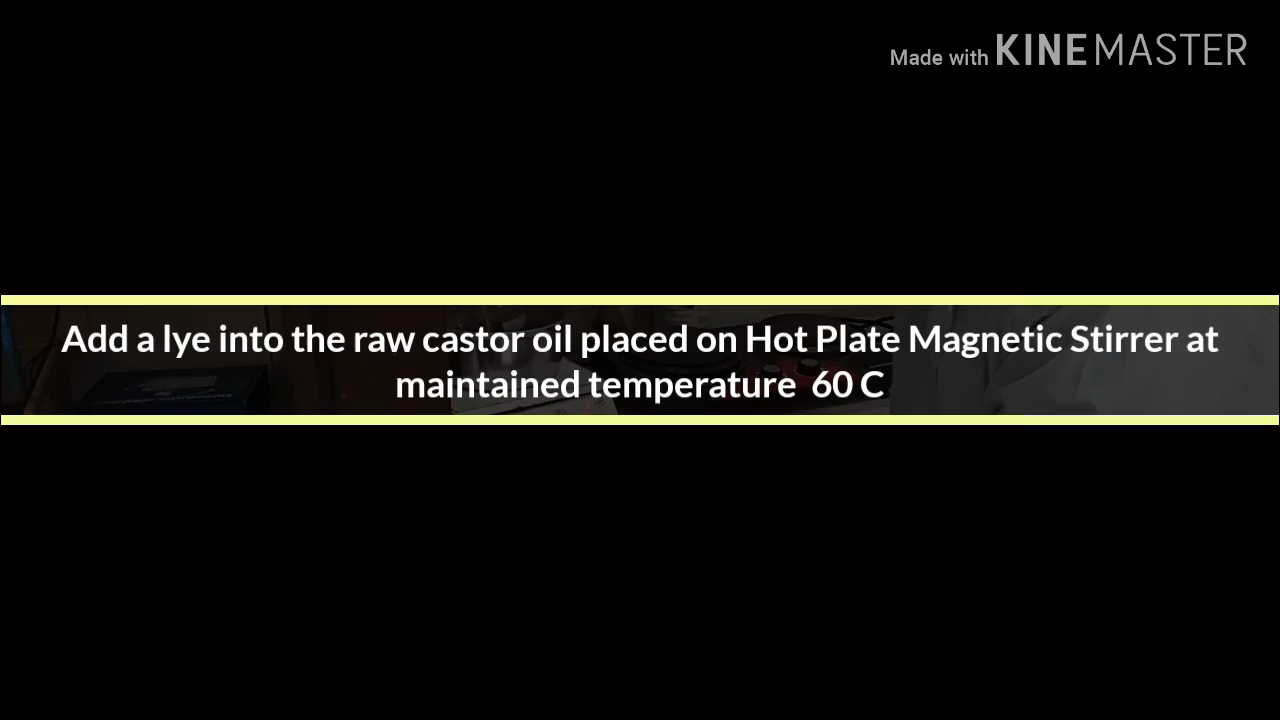 Made with KINEMASTER
Add a lye into the raw castor oil placed on Hot Plate Magnetic Stirrer at
maintained temperature  60 C